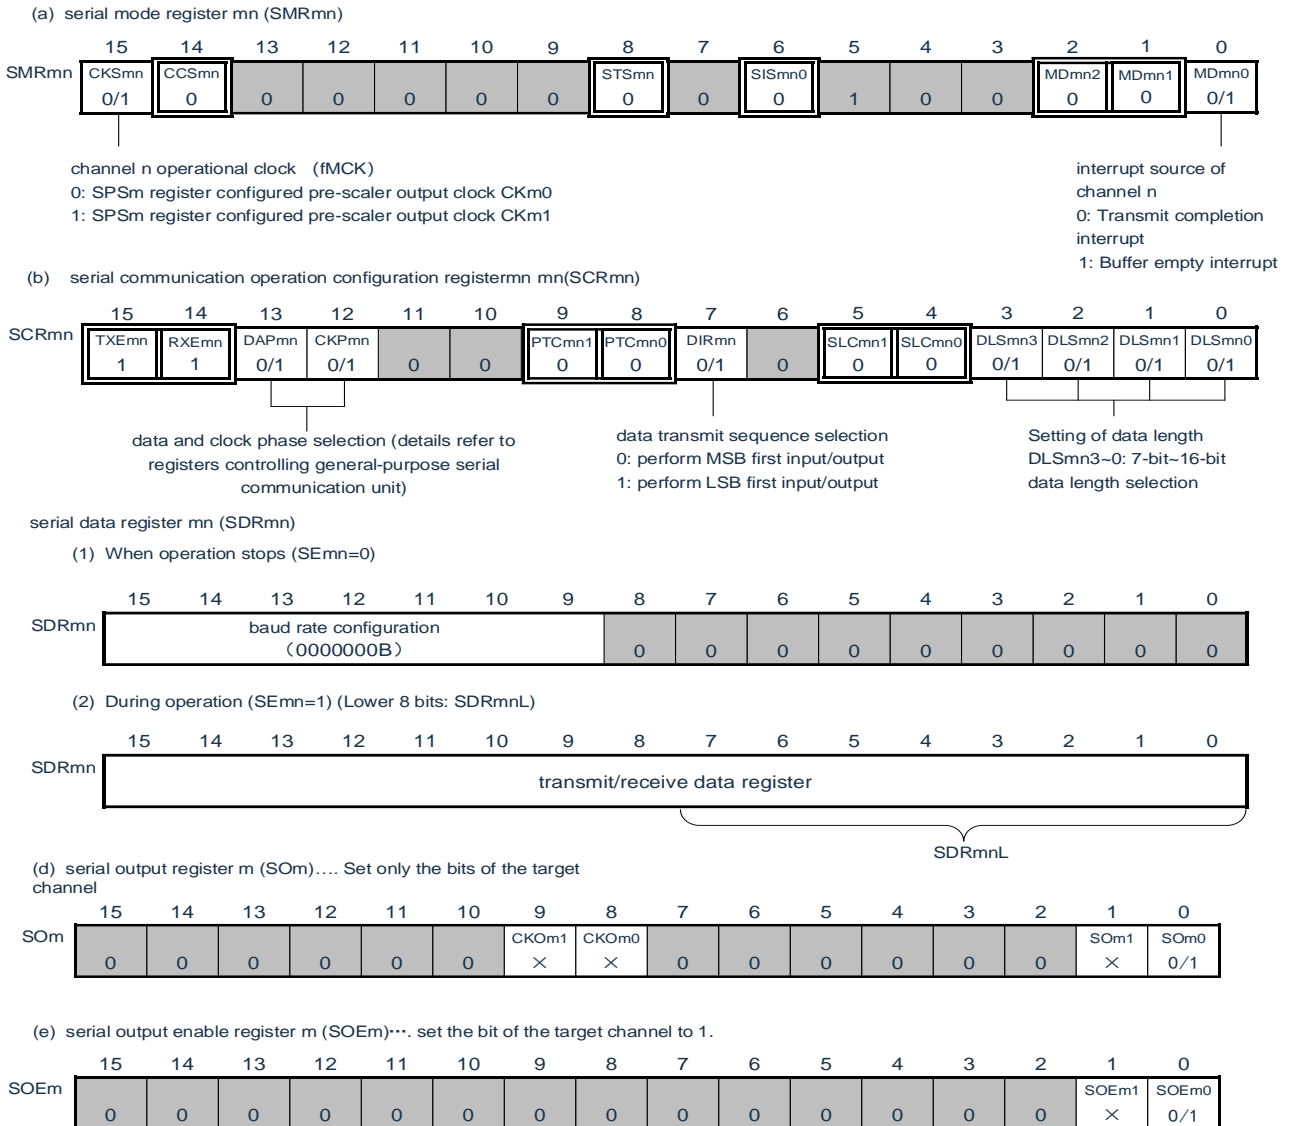 (a) serial mode register mn (SMRmn)
15 14 13 12 11 10 9 8 7 6 5 4 3 2 1 0
SMRmn CKSmn CCSmn STSmn SISmn0 MDmn2 MDmn1 MDmn0
0/1 0 0 0 0 0 0 0 0 0 1 0 0 0 0 0/1
channel n operational clock (fMCK)
0: SPSm register configured pre-scaler output clock CKm0
1: SPSm register configured pre-scaler output clock CKm1
interrupt source of
channel n
0: Transmit completion
interrupt
1: Buffer empty interrupt
(b) serial communication operation configuration registermn mn(SCRmn)
15 14 13 12 11 10 9 8 7 6 5 4 3 2 1 0
SCRmn TXEmn RXEmn DAPmn CKPmn PTCmn1 PTCmn0 DIRmn SLCmn1 SLCmn0 DLSmn3 DLSmn2 DLSmn1 DLSmn0
1 1 0/1 0/1 0 0 0 0 0/1 0 0 0 0/1 0/1 0/1 0/1
data and clock phase selection (details refer to
registers controlling general-purpose serial
communication unit)
data transmit sequence selection
0: perform MSB first input/output
1: perform LSB first input/output
Setting of data length
DLSmn3~0: 7-bit~16-bit
data length selection
serial data register mn (SDRmn)
(1) When operation stops (SEmn=0)
15 14 13 12 11 10 9 8 7 6 5 4 3 2 1 0
SDRmn baud rate configuration
(0000000B) 0 0 0 0 0 0 0 0 0
(2) During operation (SEmn=1) (Lower 8 bits: SDRmnL)
15 14 13 12 11 10 9 8 7 6 5 4 3 2 1 0
SDRmn transmit/receive data register
SDRmnL
(d) serial output register m (SOm)…. Set only the bits of the target
channel
15 14 13 12 11 10 9 8 7 6 5 4 3 2 1 0
SOm CKOm1 CKOm0 SOm1 SOm0
0 0 0 0 0 0 × × 0 0 0 0 0 0 × 0/1
(e) serial output enable register m (SOEm)…. set the bit of the target channel to 1.
15 14 13 12 11 10 9 8 7 6 5 4 3 2 1 0
SOEm SOEm1 SOEm0
0 0 0 0 0 0 0 0 0 0 0 0 0 0 × 0/1